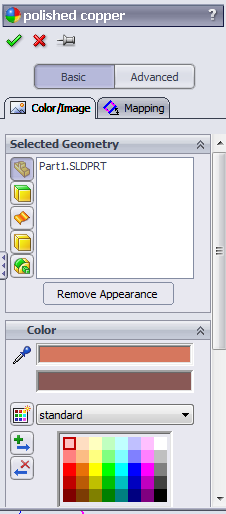 polished copper ?
Basic Advanced
Color/Image Mapping
Selected Geometry
Part1.SLDPRT
Remove Appearance
Color
standard